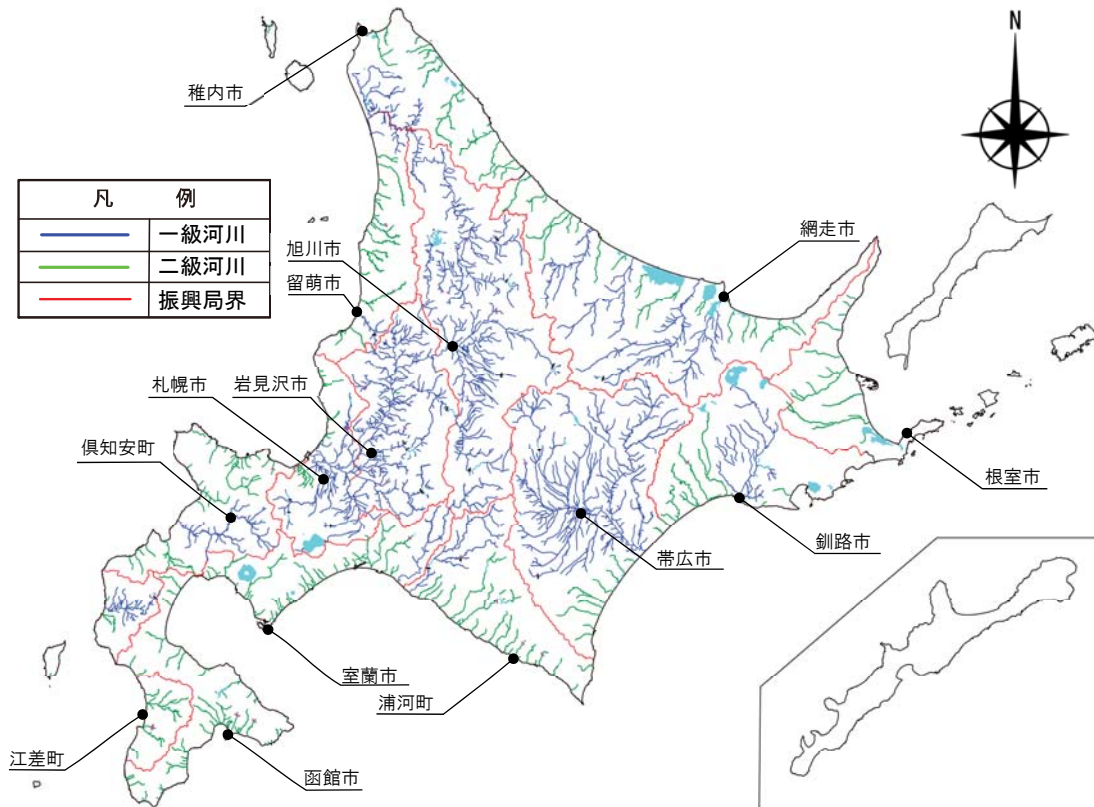 N
稚内市
凡 例
一級河川
二級河川
振興局界
旭川市
留萌市
網走市
札幌市
岩見沢市
倶知安町
根室市
釧路市
帯広市
室蘭市
浦河町
江差町
函館市